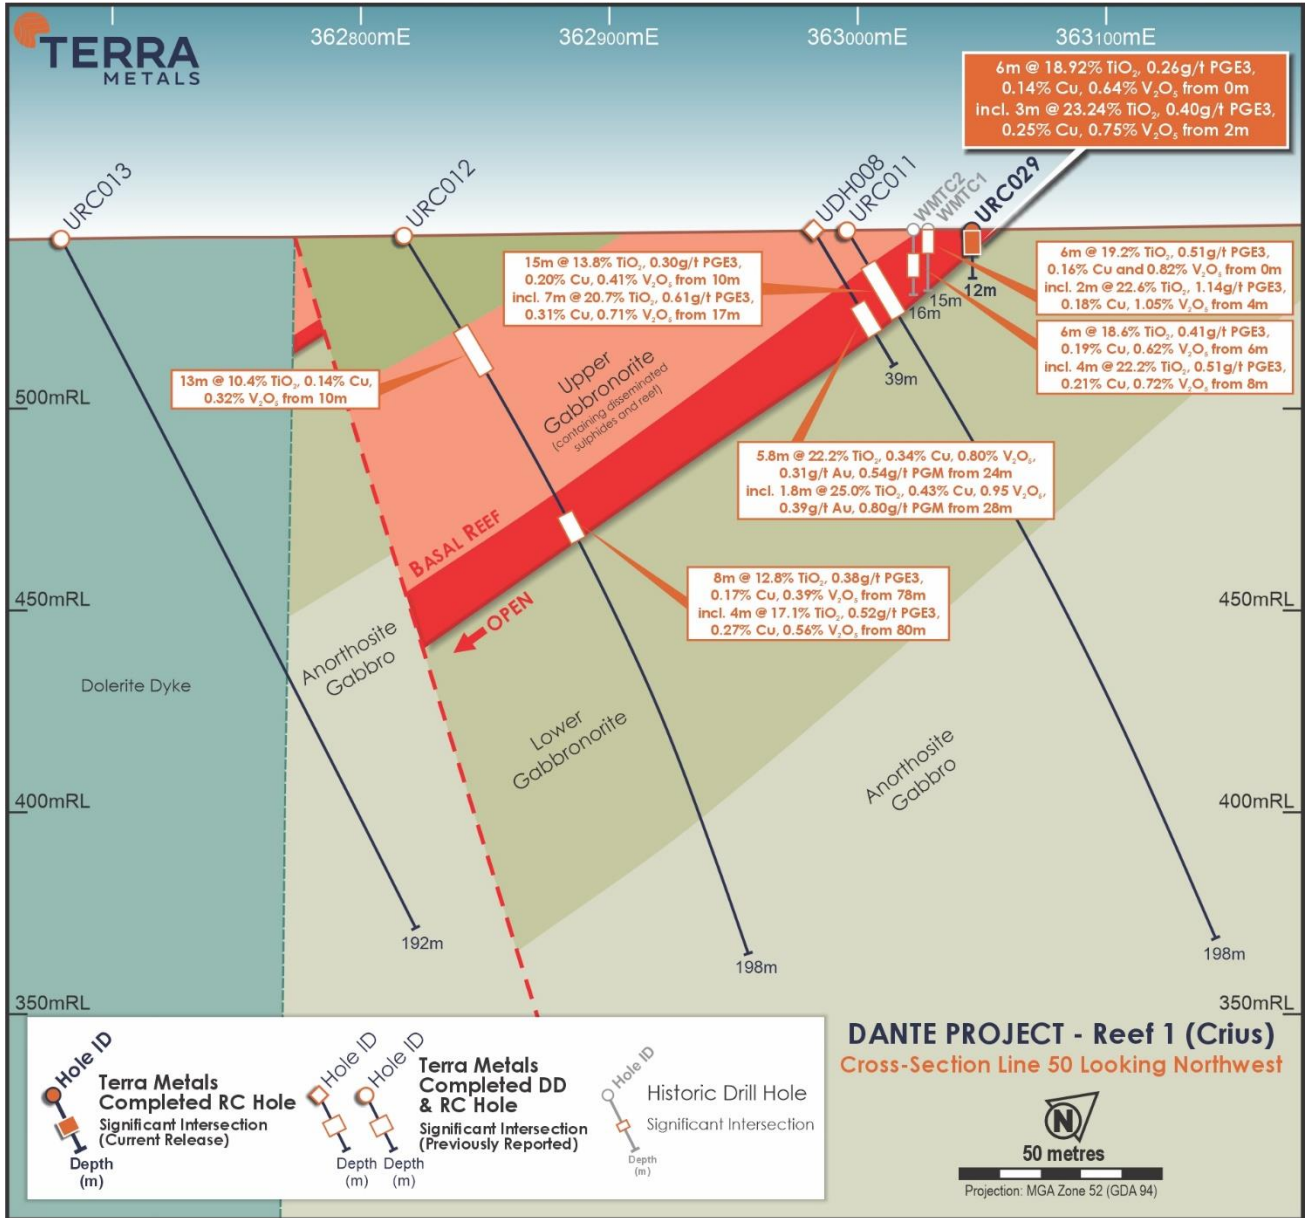 TERRA
METALS
362800mE
362900mE
363000mE
363100mE
6m @ 18.92% TiO₂, 0.26g/t PGE3,
0.14% Cu, 0.64% V₂O₅ from 0m
incl. 3m @ 23.24% TiO₂, 0.40g/t PGE3,
0.25% Cu, 0.75% V₂O₅ from 2m
URC013
URC012
UDH008
URC011
WMTC2
WMTC1
URC029
15m @ 13.8% TiO₂, 0.30g/t PGE3,
0.20% Cu, 0.41% V₂O₅ from 10m
incl. 7m @ 20.7% TiO₂, 0.61g/t PGE3,
0.31% Cu, 0.71% V₂O₅ from 17m
6m @ 19.2% TiO₂, 0.51g/t PGE3,
0.16% Cu and 0.82% V₂O₅ from 0m
incl. 2m @ 22.6% TiO₂, 1.14g/t PGE3,
0.18% Cu, 1.05% V₂O₅ from 4m
12m
15m
16m
6m @ 18.6% TiO₂, 0.41g/t PGE3,
0.19% Cu, 0.62% V₂O₅ from 6m
incl. 4m @ 22.2% TiO₂, 0.51g/t PGE3,
0.21% Cu, 0.72% V₂O₅ from 8m
39m
13m @ 10.4% TiO₂, 0.14% Cu,
0.32% V₂O₅ from 10m
Upper
Gabbronorite
(containing disseminated
sulphides and reef)
500mRL
5.8m @ 22.2% TiO₂, 0.34% Cu, 0.80% V₂O₅,
0.31g/t Au, 0.54g/t PGM from 24m
incl. 1.8m @ 25.0% TiO₂, 0.43% Cu, 0.95 V₂O₅,
0.39g/t Au, 0.80g/t PGM from 28m
BASAL REEF
8m @ 12.8% TiO₂, 0.38g/t PGE3,
0.17% Cu, 0.39% V₂O₅ from 78m
incl. 4m @ 17.1% TiO₂, 0.52g/t PGE3,
0.27% Cu, 0.56% V₂O₅ from 80m
450mRL
450mRL
OPEN
Anorthosite
Gabbro
Dolerite Dyke
Lower
Gabbronorite
Anorthosite
Gabbro
400mRL
400mRL
192m
198m
198m
350mRL
350mRL
Hole ID
Terra Metals
Completed RC Hole
Significant Intersection
(Current Release)
Depth
(m)
Hole ID
Hole ID
Terra Metals
Completed DD
& RC Hole
Significant Intersection
(Previously Reported)
Depth
(m)
Depth
(m)
Hole ID
Historic Drill Hole
Significant Intersection
Depth
(m)
DANTE PROJECT - Reef 1 (Crius)
Cross-Section Line 50 Looking Northwest
N
50 metres
Projection: MGA Zone 52 (GDA 94)